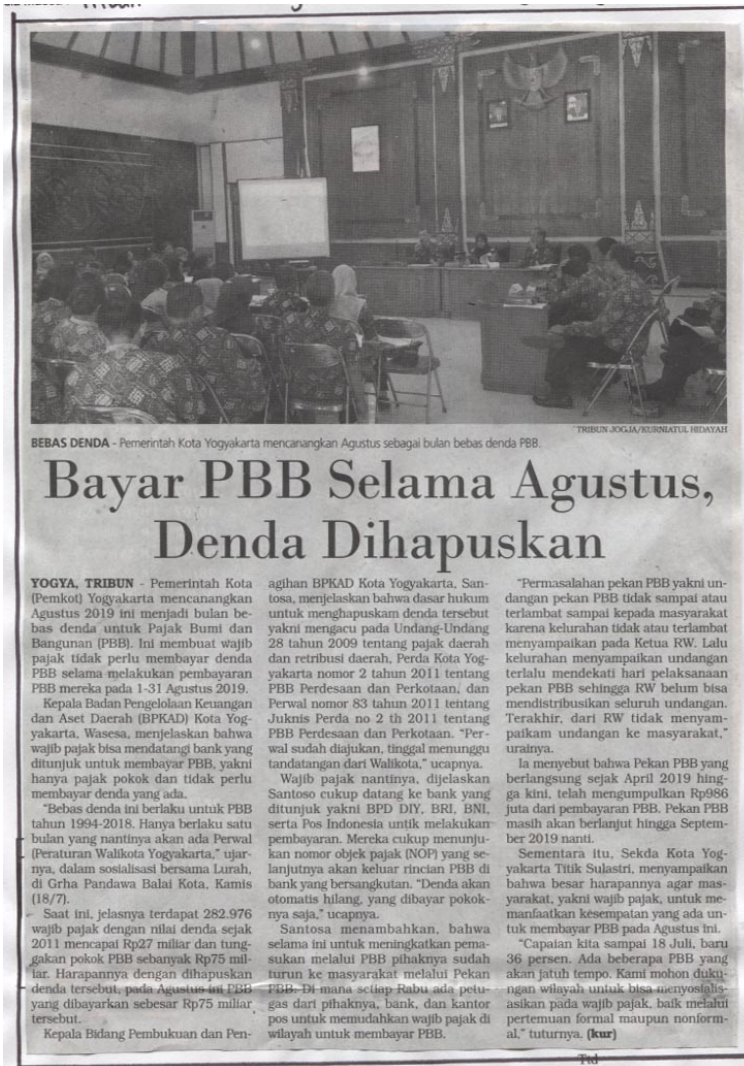 TRIBUN JOGJA/KURNIATUL HIDAYAH
BEBAS DENDA - Pemerintah Kota Yogyakarta mencanangkan Agustus sebagai bulan bebas denda PBB.
Bayar PBB Selama Agustus,
Denda Dihapuskan
YOGYA, TRIBUN - Pemerintah Kota
(Pemkot) Yogyakarta mencanangkan
Agustus 2019 ini menjadi bulan be-
bas denda untuk Pajak Bumi dan
Bangunan (PBB). Ini membuat wajib
pajak tidak perlu membayar denda
PBB selama melakukan pembayaran
PBB mereka pada 1-31 Agustus 2019.
Kepala Badan Pengelolaan Keuangan
dan Aset Daerah (BPKAD) Kota Yog-
yakarta, Wasesa, menjelaskan bahwa
wajib pajak bisa mendatangi bank yang
ditunjuk untuk membayar PBB, yakni
hanya pajak pokok dan tidak perlu
membayar denda yang ada.
"Bebas denda ini berlaku untuk PBB
tahun 1994-2018. Hanya berlaku satu
bulan yang nantinya akan ada Perwal
(Peraturan Walikota Yogyakarta," ujar-
nya, dalam sosialisasi bersama Lurah,
di Grha Pandawa Balai Kota, Kamis
(18/7).
Saat ini, jelasnya terdapat 282.976
wajib pajak dengan nilai denda sejak
2011 mencapai Rp27 miliar dan tung-
gakan pokok PBB sebanyak Rp75 mil-
iar. Harapannya dengan dihapuskan
denda tersebut, pada Agustus ini PBB
yang dibayarkan sebesar Rp75 miliar
tersebut.
Kepala Bidang Pembukuan dan Pen-
agihan BPKAD Kota Yogyakarta, San-
tosa, menjelaskan bahwa dasar hukum
untuk menghapuskam denda tersebut
yakni mengacu pada Undang-Undang
28 tahun 2009 tentang pajak daerah
dan retribusi daerah, Perda Kota Yog-
yakarta nomor 2 tahun 2011 tentang
PBB Perdesaan dan Perkotaan, dan
Perwal nomor 83 tahun 2011 tentang
Juknis Perda no 2 th 2011 tentang
PBB Perdesaan dan Perkotaan. "Per-
wal sudah diajukan, tinggal menunggu
tandatangan dari Walikota," ucapnya.
Wajib pajak nantinya, dijelaskan
Santoso cukup datang ke bank yang
ditunjuk yakni BPD DIY, BRI, BNI,
serta Pos Indonesia untik melakukan
pembayaran. Mereka cukup menunju-
kan nomor objek pajak (NOP) yang se-
lanjutnya akan keluar rincian PBB di
bank yang bersangkutan. "Denda akan
otomatis hilang, yang dibayar pokok-
nya saja," ucapnya.
Santosa menambahkan, bahwa
selama ini untuk meningkatkan pema-
sukan melalui PBB pihaknya sudah
turun ke masyarakat melalui Pekan
PBB. Di mana setiap Rabu ada petu-
gas dari pihaknya, bank, dan kantor
pos untuk memudahkan wajib pajak di
wilayah untuk membayar PBB.
"Permasalahan pekan PBB yakni un-
dangan pekan PBB tidak sampai atau
terlambat sampai kepada masyarakat
karena kelurahan tidak atau terlambat
menyampaikan pada Ketua RW. Lalu
kelurahan menyampaikan undangan
terlalu mendekati hari pelaksanaan
pekan PBB sehingga RW belum bisa
mendistribusikan seluruh undangan.
Terakhir, dari RW tidak menyam-
paikam undangan ke masyarakat,"
urainya.
Ia menyebut bahwa Pekan PBB yang
berlangsung sejak April 2019 hing-
ga kini, telah mengumpulkan Rp986
juta dari pembayaran PBB. Pekan PBB
masih akan berlanjut hingga Septem-
ber 2019 nanti.
Sementara itu, Sekda Kota Yog-
yakarta Titik Sulastri, menyampaikan
bahwa besar harapannya agar mas-
yarakat, yakni wajib pajak, untuk me-
manfaatkan kesempatan yang ada un-
tuk membayar PBB pada Agustus ini.
"Capaian kita sampai 18 Juli, baru
36 persen. Ada beberapa PBB yang
akan jatuh tempo. Kami mohon duku-
ngan wilayah untuk bisa menyosialis-
asikan pada wajib pajak, baik melalui
pertemuan formal maupun nonform-
al," tuturnya. (kur)
Ttd